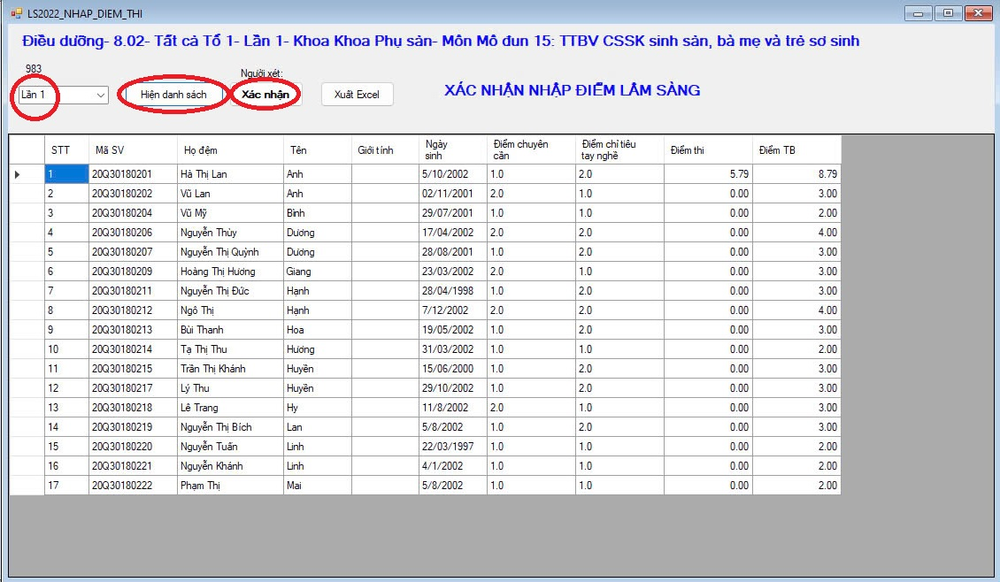 LS2022_NHAP_DIEM_THI
Điều dưỡng- 8.02- Tất cả Tổ 1- Lần 1- Khoa Khoa Phụ sản- Môn Mô đun 15: TTBV CSSK sinh sản, bà mẹ và trẻ sơ sinh
983
Người xét:
Lần 1 Hiện danh sách Xác nhận Xuất Excel XÁC NHẬN NHẬP ĐIỂM LÂM SÀNG
STT Mã SV Họ đệm Tên Giới tính Ngày sinh Điểm chuyên cần Điểm chỉ tiêu tay nghề Điểm thi Điểm TB
1 20Q30180201 Hà Thị Lan Anh 5/10/2002 1.0 2.0 5.79 8.79
2 20Q30180202 Vũ Lan Anh 02/11/2001 2.0 1.0 0.00 3.00
3 20Q30180204 Vũ Mỹ Bình 29/07/2001 1.0 1.0 0.00 2.00
4 20Q30180206 Nguyễn Thùy Dương 17/04/2002 2.0 2.0 0.00 4.00
5 20Q30180207 Nguyễn Thị Quỳnh Dương 28/08/2001 1.0 2.0 0.00 3.00
6 20Q30180209 Hoàng Thị Hương Giang 23/03/2002 2.0 1.0 0.00 3.00
7 20Q30180211 Nguyễn Thị Đức Hạnh 28/04/1998 1.0 2.0 0.00 3.00
8 20Q30180212 Ngô Thị Hạnh 7/12/2002 2.0 2.0 0.00 4.00
9 20Q30180213 Bùi Thanh Hoa 19/05/2002 1.0 2.0 0.00 3.00
10 20Q30180214 Tạ Thị Thu Hương 31/03/2002 1.0 1.0 0.00 2.00
11 20Q30180215 Trần Thị Khánh Huyền 15/06/2000 1.0 2.0 0.00 3.00
12 20Q30180217 Lý Thu Huyền 29/10/2002 1.0 2.0 0.00 3.00
13 20Q30180218 Lê Trang Hy 11/8/2002 2.0 1.0 0.00 3.00
14 20Q30180219 Nguyễn Thị Bích Lan 5/8/2002 1.0 2.0 0.00 3.00
15 20Q30180220 Nguyễn Tuấn Linh 22/03/1997 1.0 1.0 0.00 2.00
16 20Q30180221 Nguyễn Khánh Linh 4/1/2002 1.0 1.0 0.00 2.00
17 20Q30180222 Phạm Thị Mai 5/8/2002 1.0 1.0 0.00 2.00